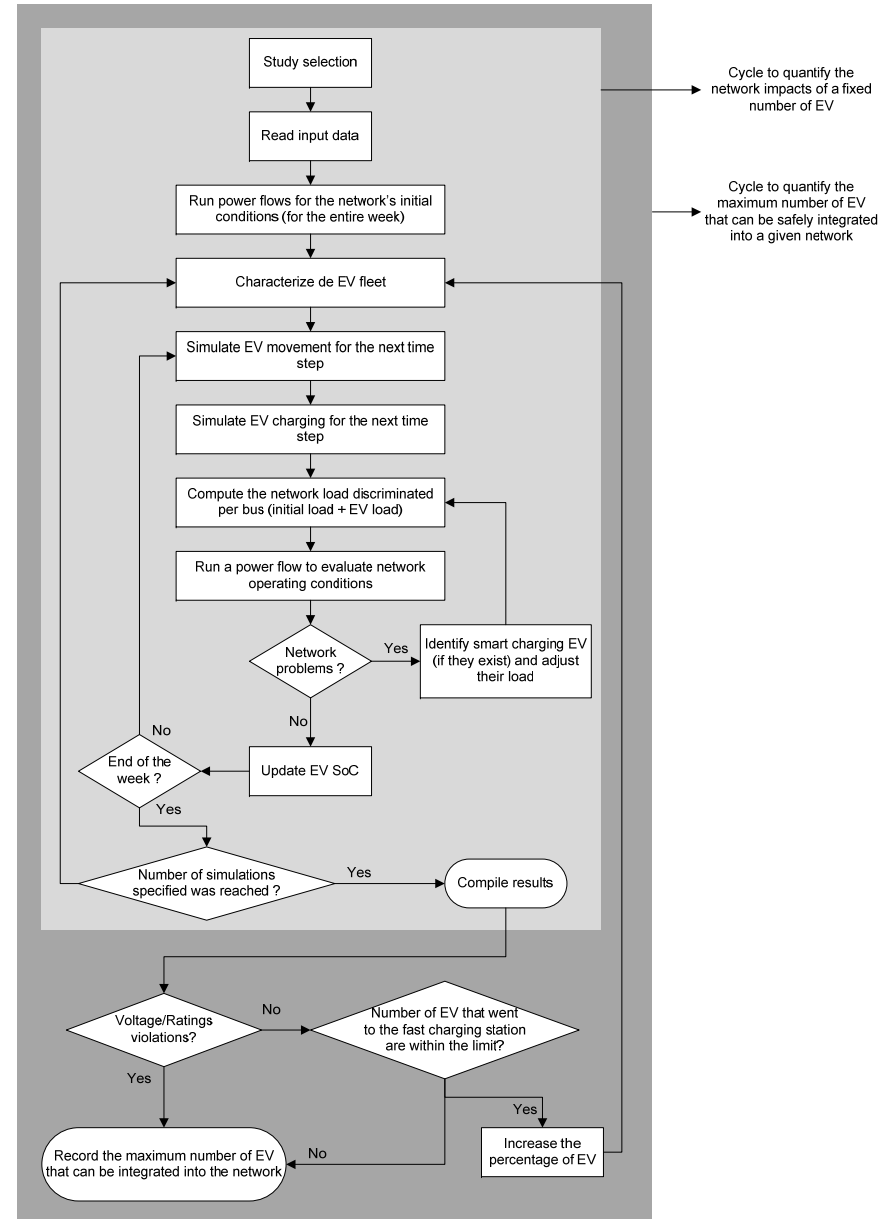 Study selection
Cycle to quantify the
network impacts of a fixed
number of EV
Read input data
Run power flows for the network's initial
conditions (for the entire week)
Cycle to quantify the
maximum number of EV
that can be safely integrated
into a given network
Characterize de EV fleet
Simulate EV movement for the next time
step
Simulate EV charging for the next time
step
Compute the network load discriminated
per bus (initial load + EV load)
Run a power flow to evaluate network
operating conditions
Network
problems ?
Yes
Identify smart charging EV
(if they exist) and adjust
their load
No
Update EV SoC
No
End of the
week ?
Yes
Number of simulations
specified was reached ?
Yes
Compile results
Voltage/Ratings
violations?
No
Number of EV that went
to the fast charging station
are within the limit?
Yes
Yes
Increase the
percentage of EV
No
Record the maximum number of EV
that can be integrated into the network